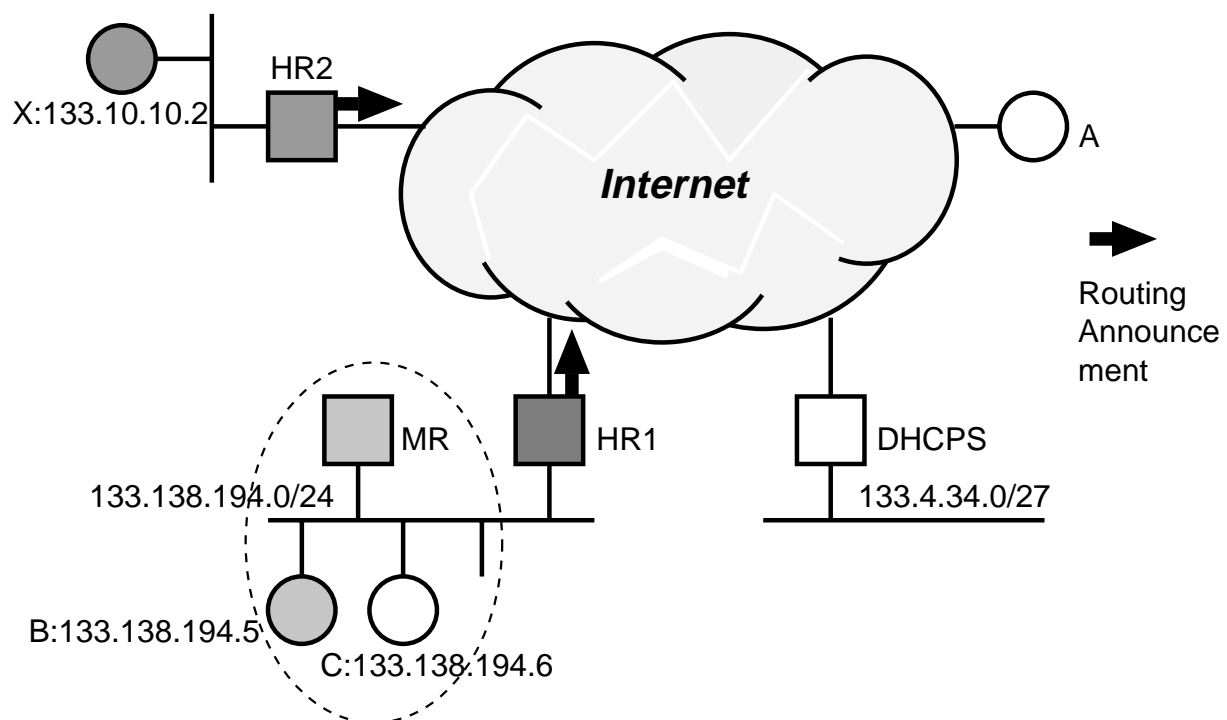 HR2
X:133.10.10.2
A
Internet
Routing
Announce
ment
MR
HR1
DHCPS
133.138.194.0/24
133.4.34.0/27
B:133.138.194.5
C:133.138.194.6